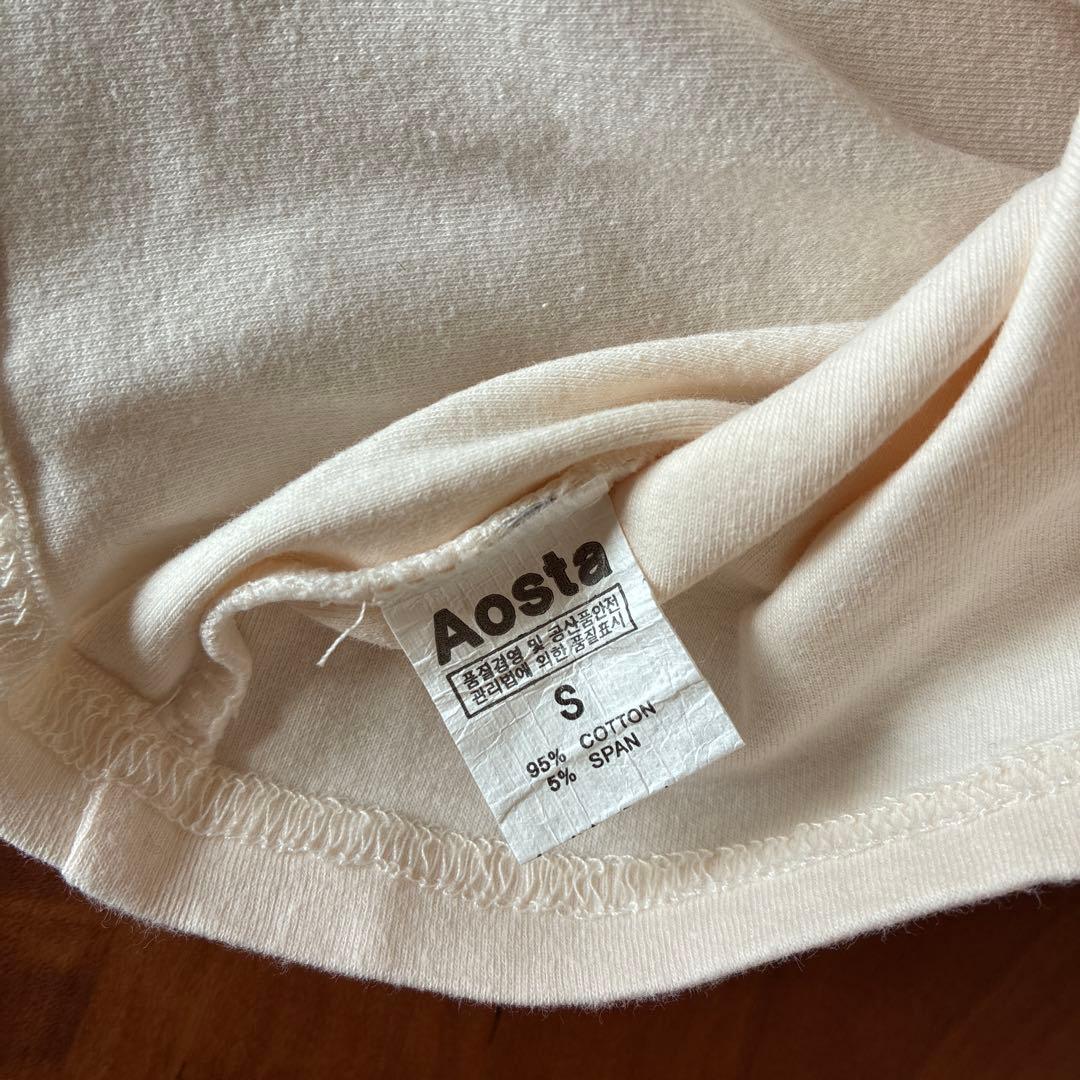 Aosta
품질경영 및 공산품안전
관리법에 의한 품질표시
S
95% COTTON
5% SPAN